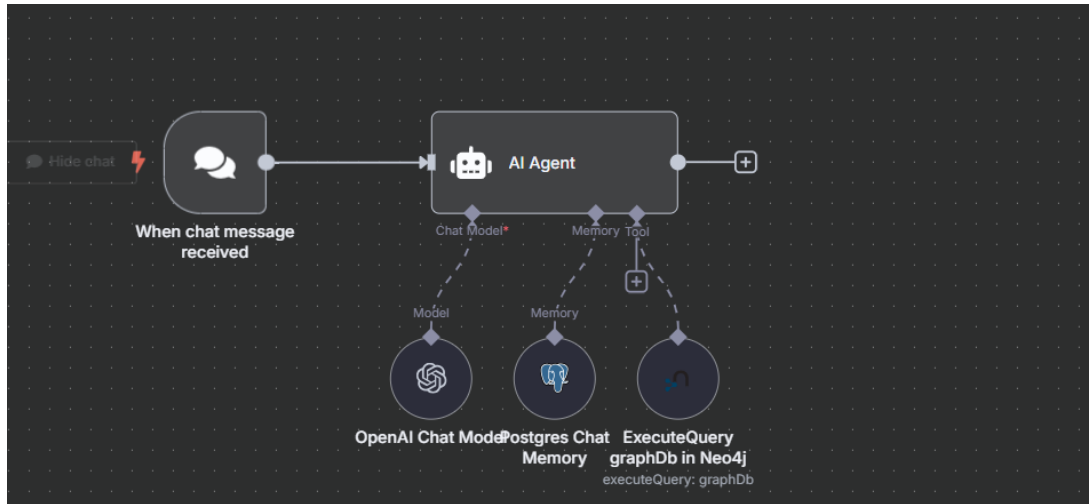 Hide chat
AI Agent
When chat message
received
Chat Model*
Memory
Tool
Model
Memory
OpenAI Chat Model
Postgres Chat
Memory
ExecuteQuery
graphDb in Neo4j
executeQuery: graphDb